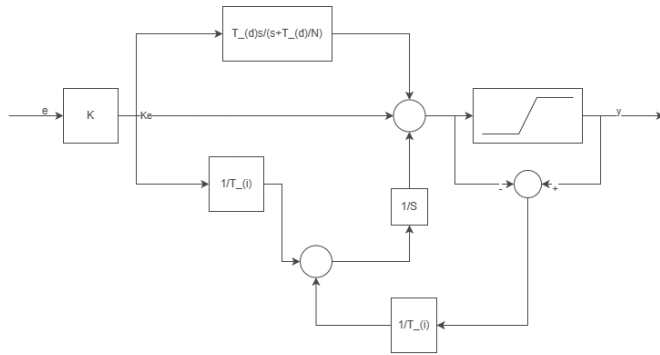 T_(d)s/(s+T_(d)/N)
e
K
Ke
y
1/T_(i)
1/S
-
+
1/T_(i)